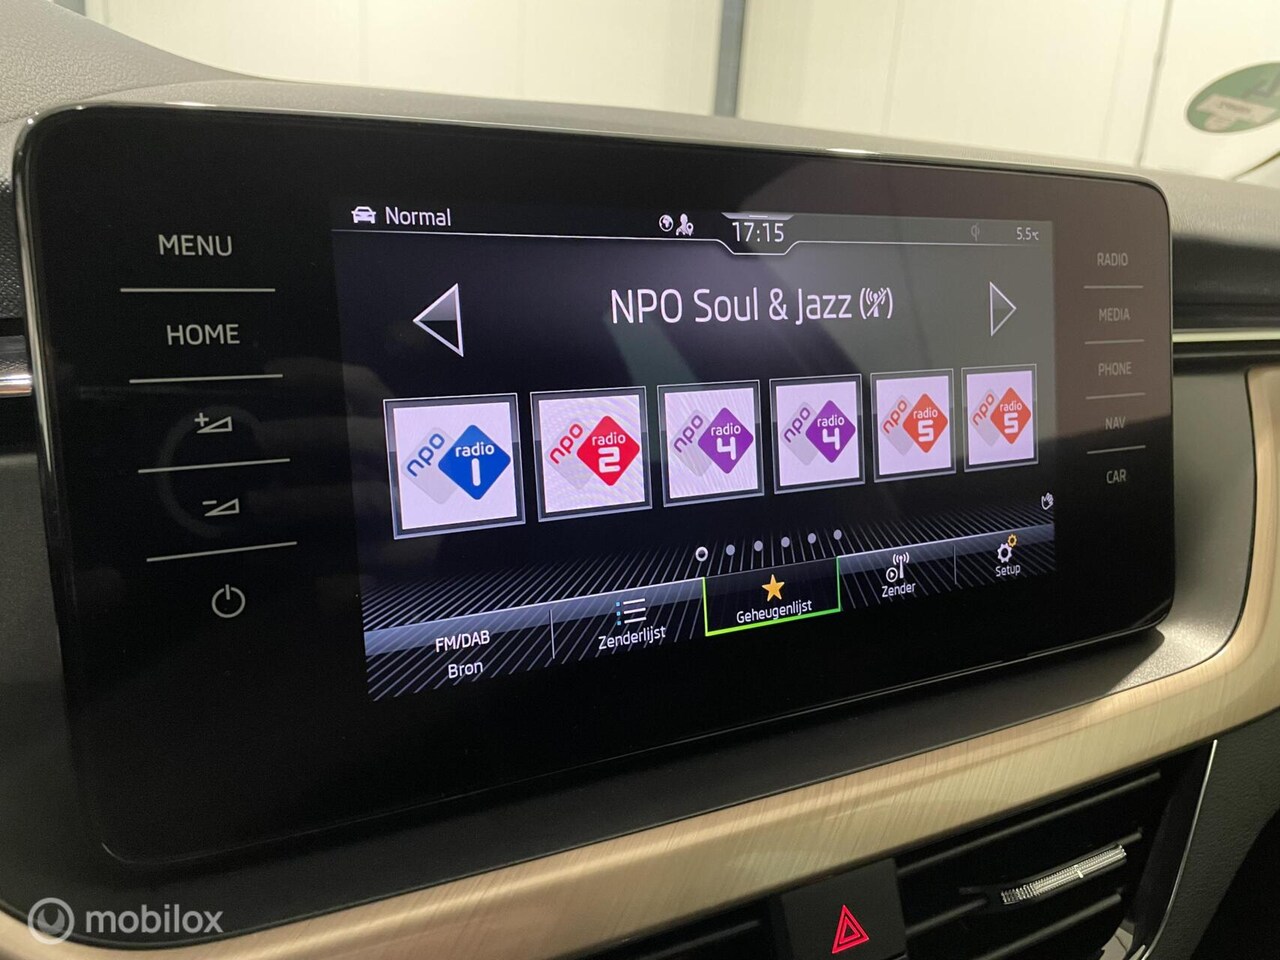 Normal
17:15
5.5℃
MENU
HOME
+
−
RADIO
MEDIA
PHONE
NAV
CAR
NPO Soul & Jazz
npo radio 1
npo radio 2
npo radio 4
npo radio 4
npo radio 5
npo radio 5
FM/DAB
Bron
Zenderlijst
Geheugenlijst
Zender
Setup
mobilox